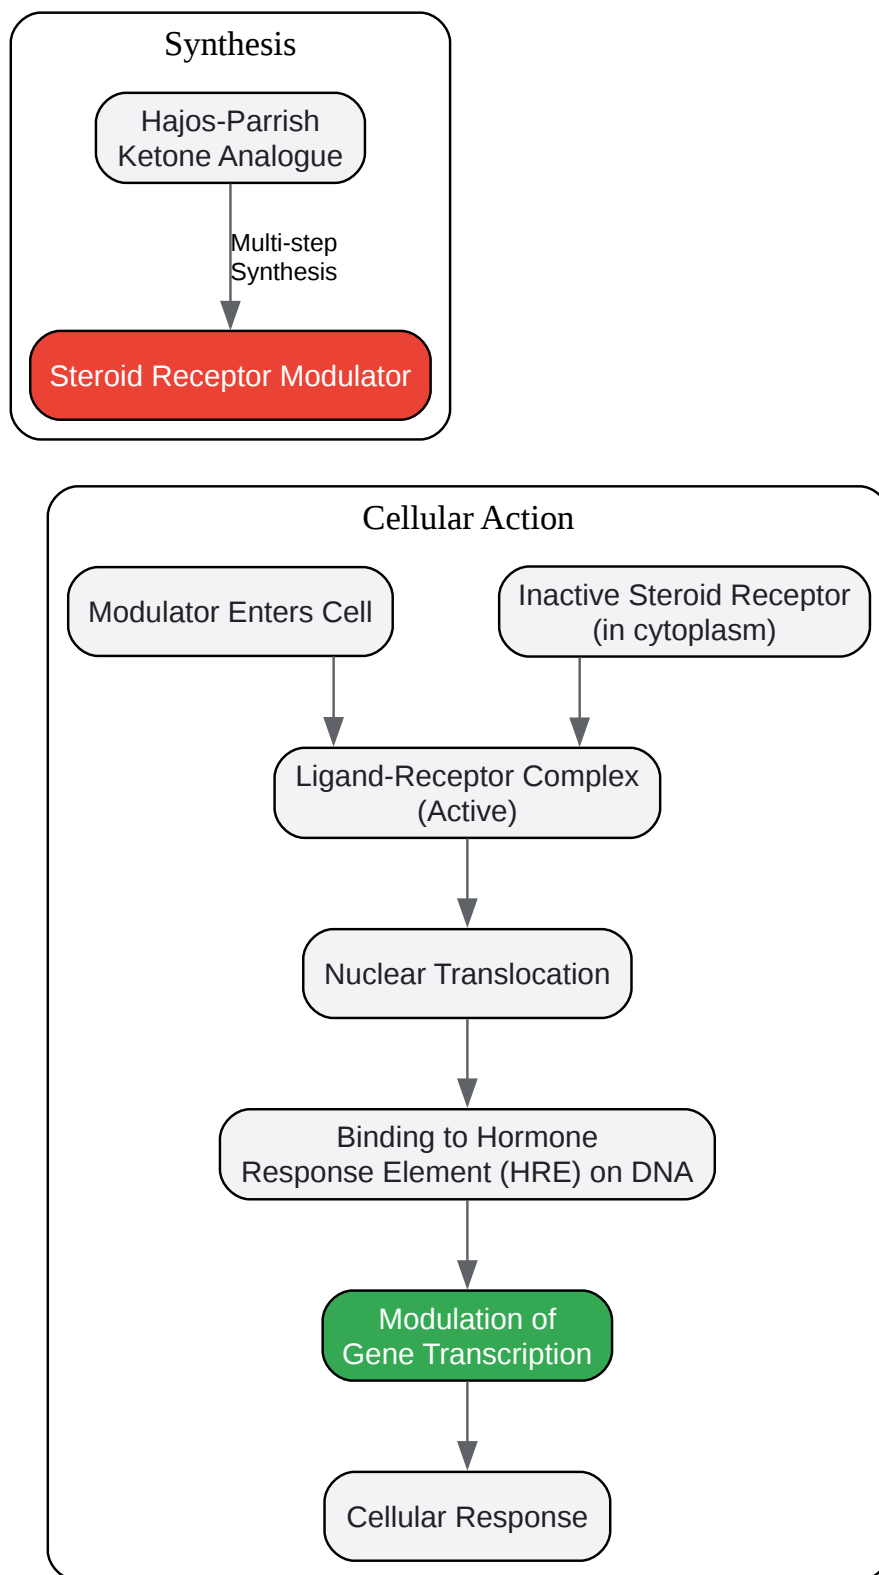 Synthesis
Hajos-Parrish
Ketone Analogue
Multi-step
Synthesis
Steroid Receptor Modulator
Cellular Action
Modulator Enters Cell
Inactive Steroid Receptor
(in cytoplasm)
Ligand-Receptor Complex
(Active)
Nuclear Translocation
Binding to Hormone
Response Element (HRE) on DNA
Modulation of
Gene Transcription
Cellular Response